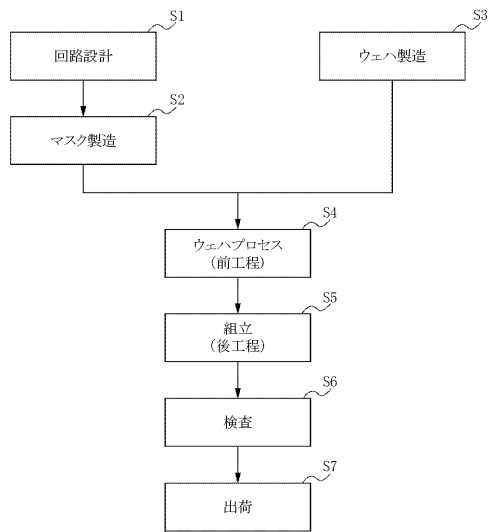 S1
回路設計
S3
ウェハ製造
S2
マスク製造
S4
ウェハプロセス
(前工程)
S5
組立
(後工程)
S6
検査
S7
出荷